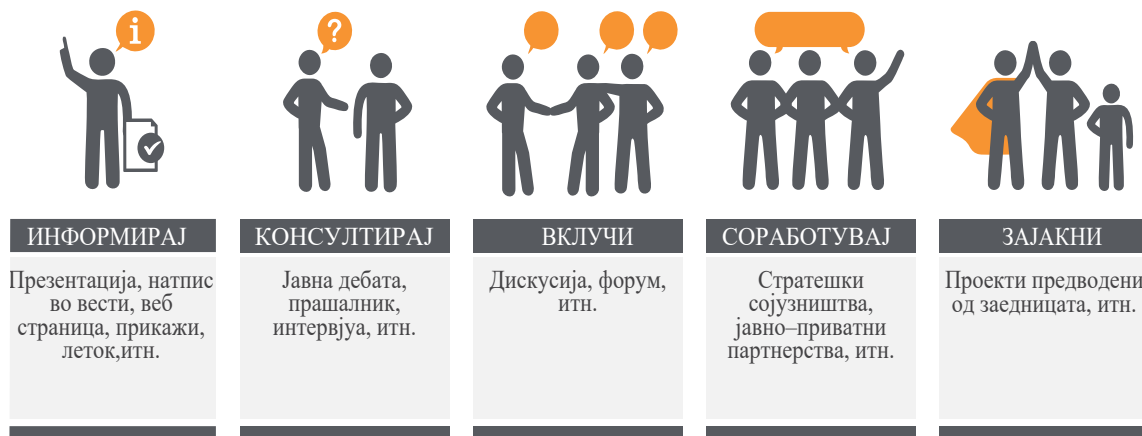 i
?
ИНФОРМИРАЈ
Презентација, натпис
во вести, веб
страница, прикажи,
леток,итн.
КОНСУЛТИРАЈ
Јавна дебата,
прашалник,
интервјуа, итн.
ВКЛУЧИ
Дискусија, форум,
итн.
СОРАБОТУВАЈ
Стратешки
сојузништва,
јавно–приватни
партнерства, итн.
ЗАЈАКНИ
Проекти предводени
од заедницата, итн.